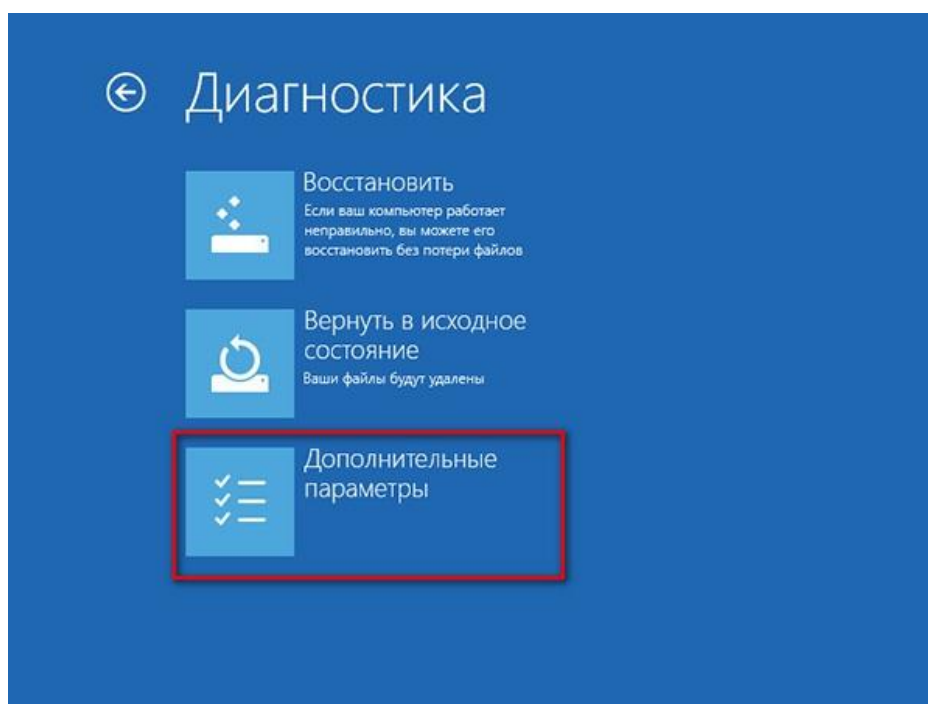 Диагностика
Восстановить
Если ваш компьютер работает
неправильно, вы можете его
восстановить без потери файлов
Вернуть в исходное
состояние
Ваши файлы будут удалены
Дополнительные
параметры